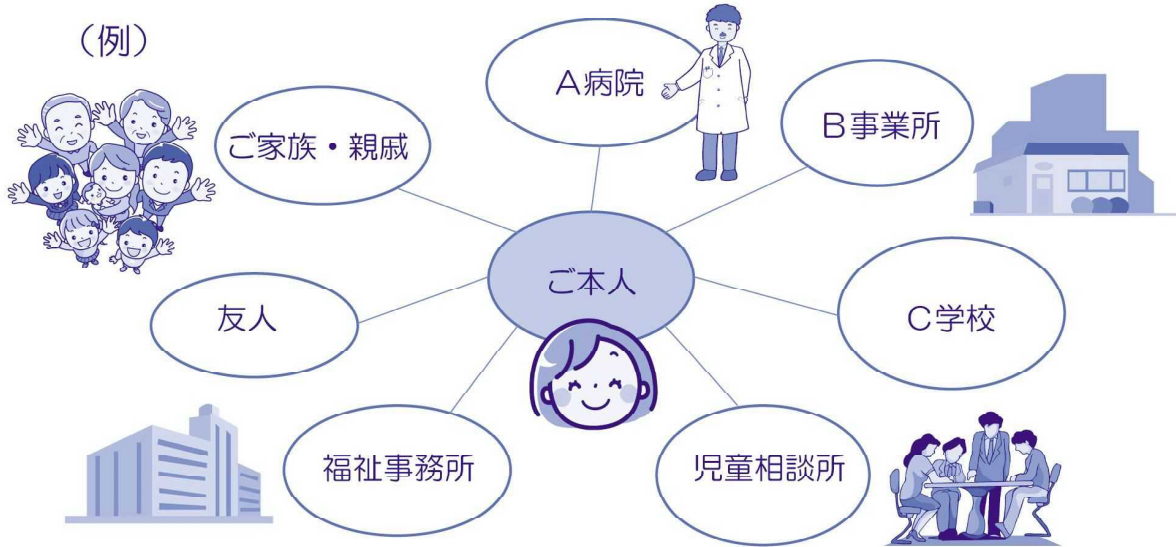 （例）
A病院
B事業所
ご家族・親戚
ご本人
友人
C学校
福祉事務所
児童相談所